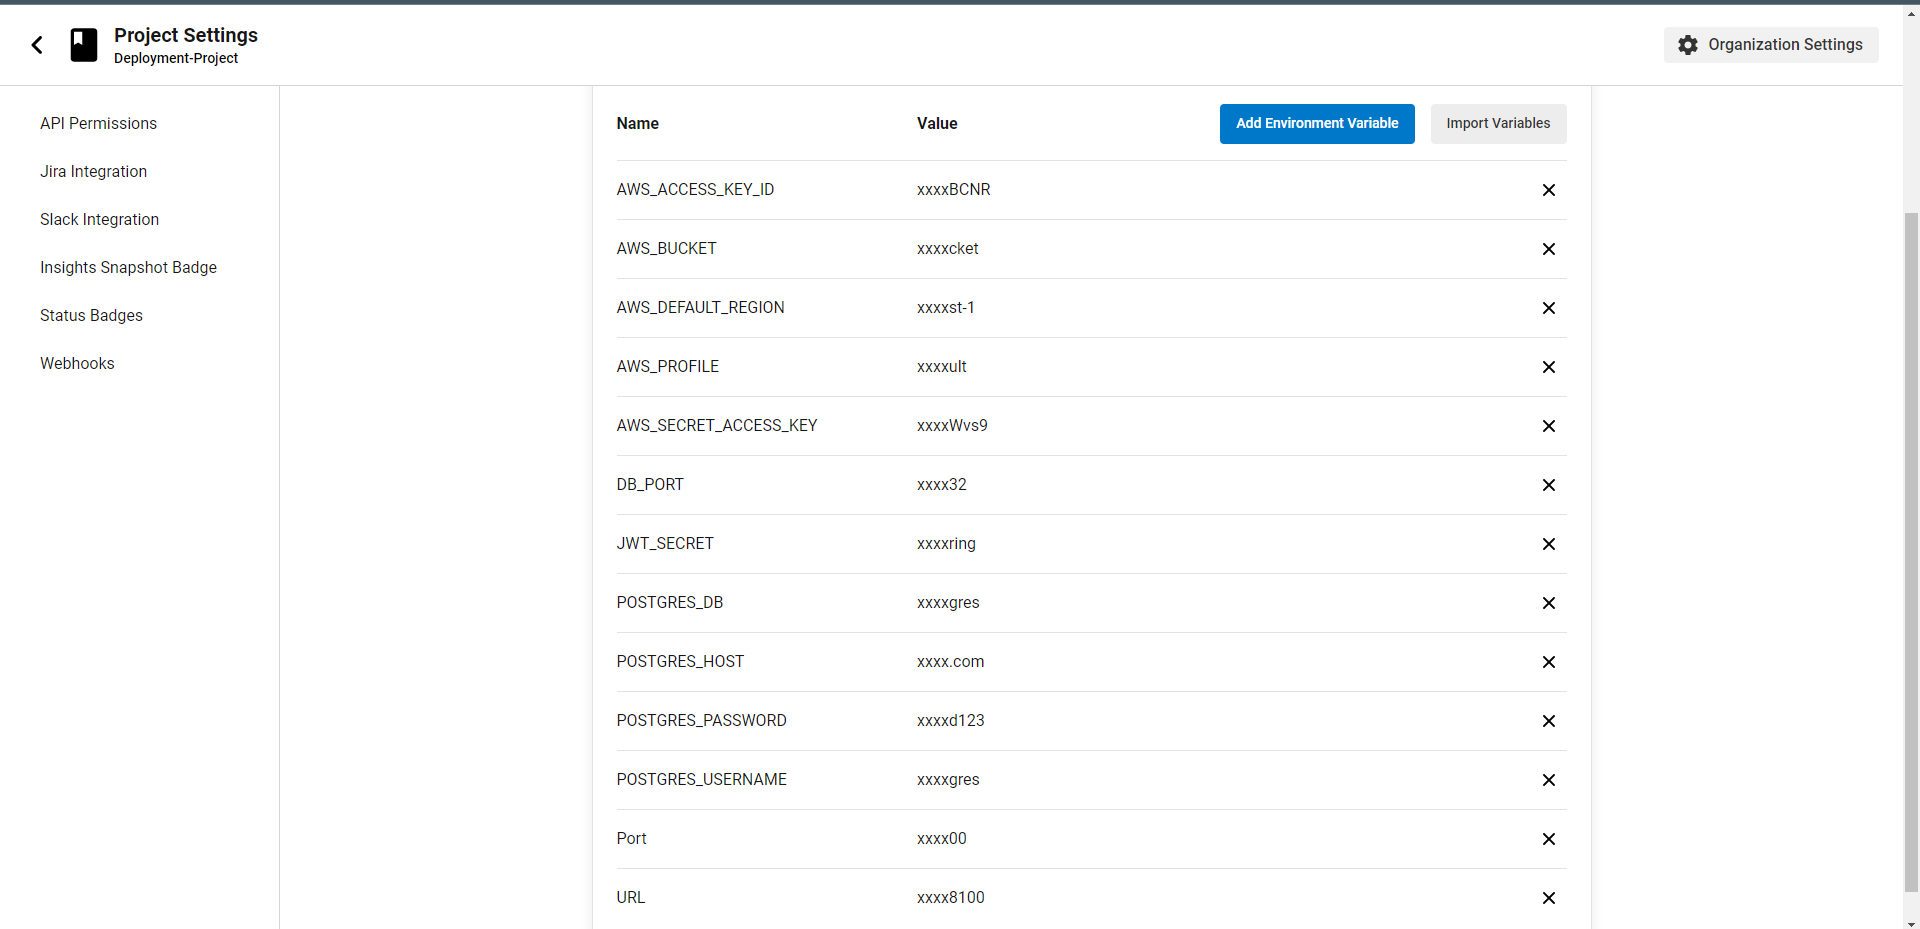 Project Settings
Deployment-Project
Organization Settings
API Permissions
Jira Integration
Slack Integration
Insights Snapshot Badge
Status Badges
Webhooks
Name Value Add Environment Variable Import Variables
AWS_ACCESS_KEY_ID xxxxBCNR
AWS_BUCKET xxxxcket
AWS_DEFAULT_REGION xxxxst-1
AWS_PROFILE xxxxult
AWS_SECRET_ACCESS_KEY xxxxWvs9
DB_PORT xxxx32
JWT_SECRET xxxxring
POSTGRES_DB xxxxgres
POSTGRES_HOST xxxx.com
POSTGRES_PASSWORD xxxxd123
POSTGRES_USERNAME xxxxgres
Port xxxx00
URL xxxx8100